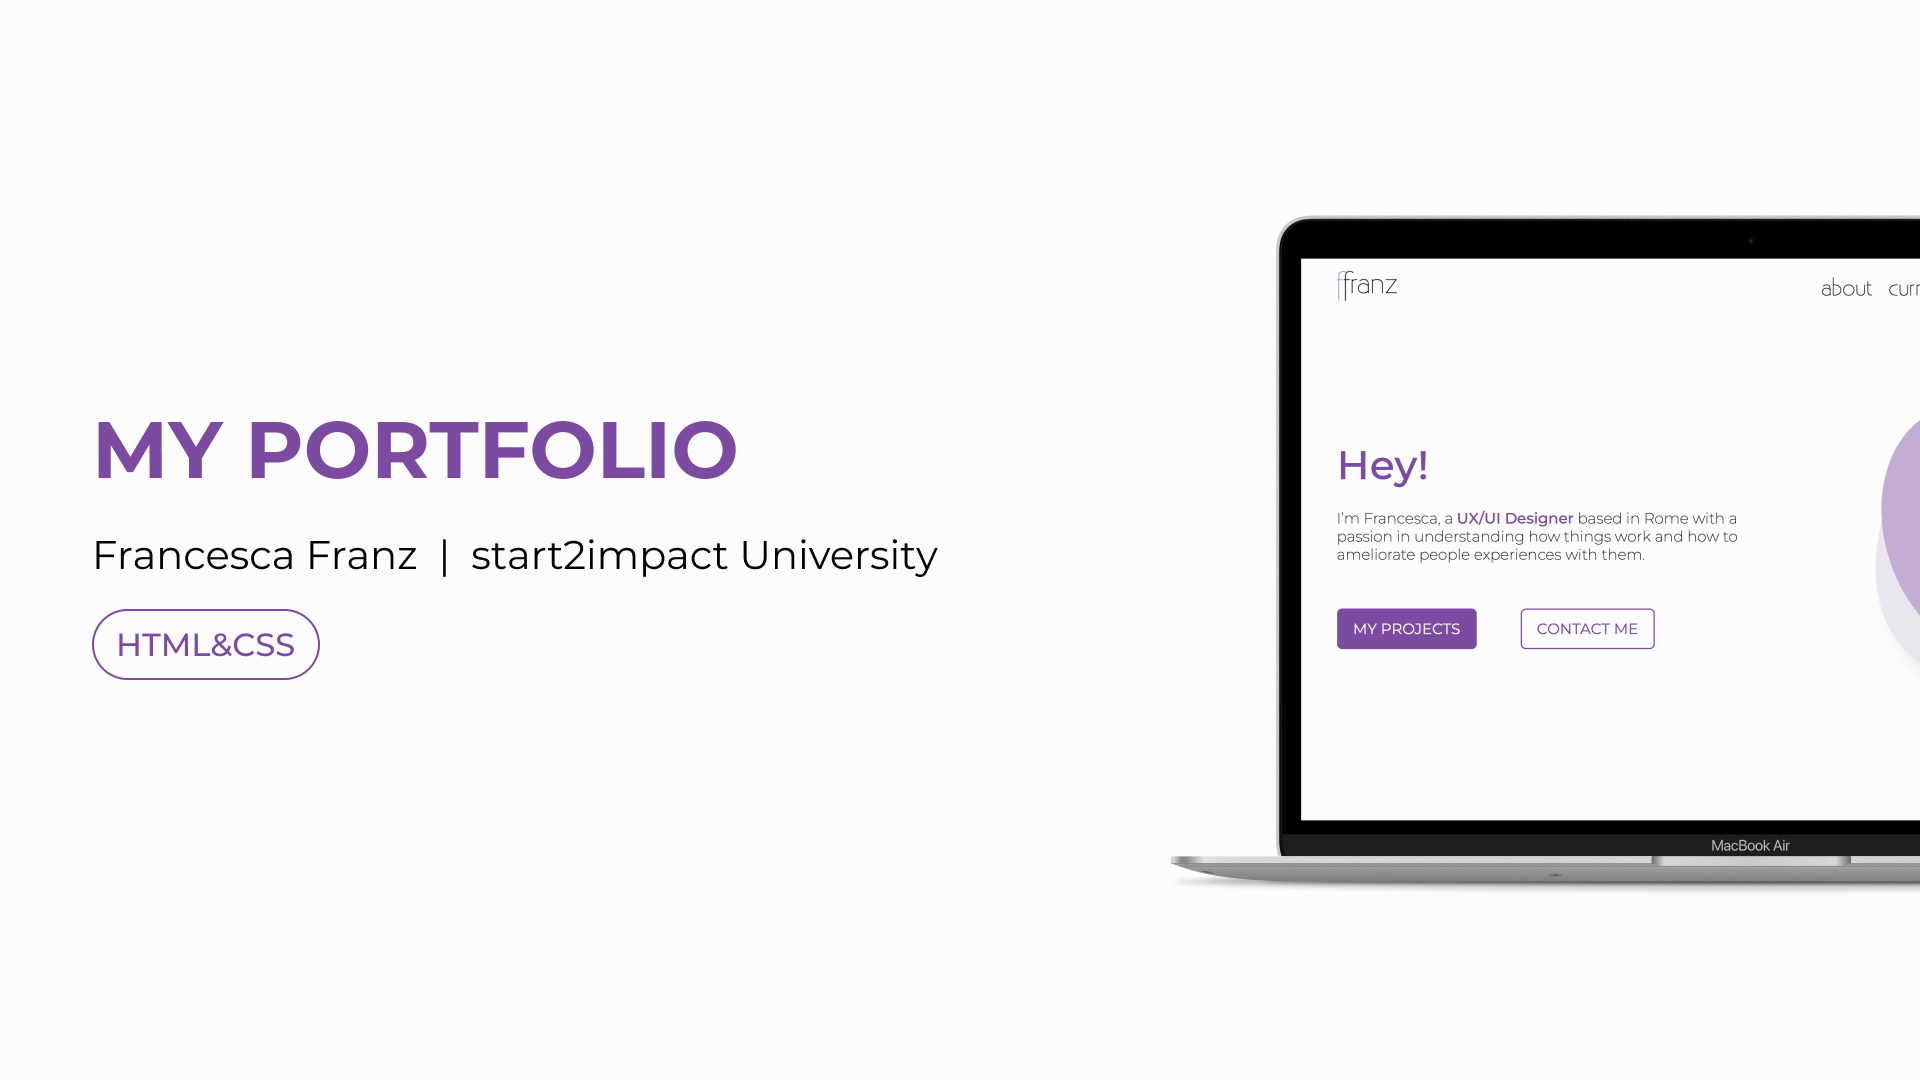 MY PORTFOLIO
Francesca Franz | start2impact University
HTML&CSS
ffranz
about curr
Hey!
I'm Francesca, a UX/UI Designer based in Rome with a
passion in understanding how things work and how to
ameliorate people experiences with them.
MY PROJECTS
CONTACT ME
MacBook Air